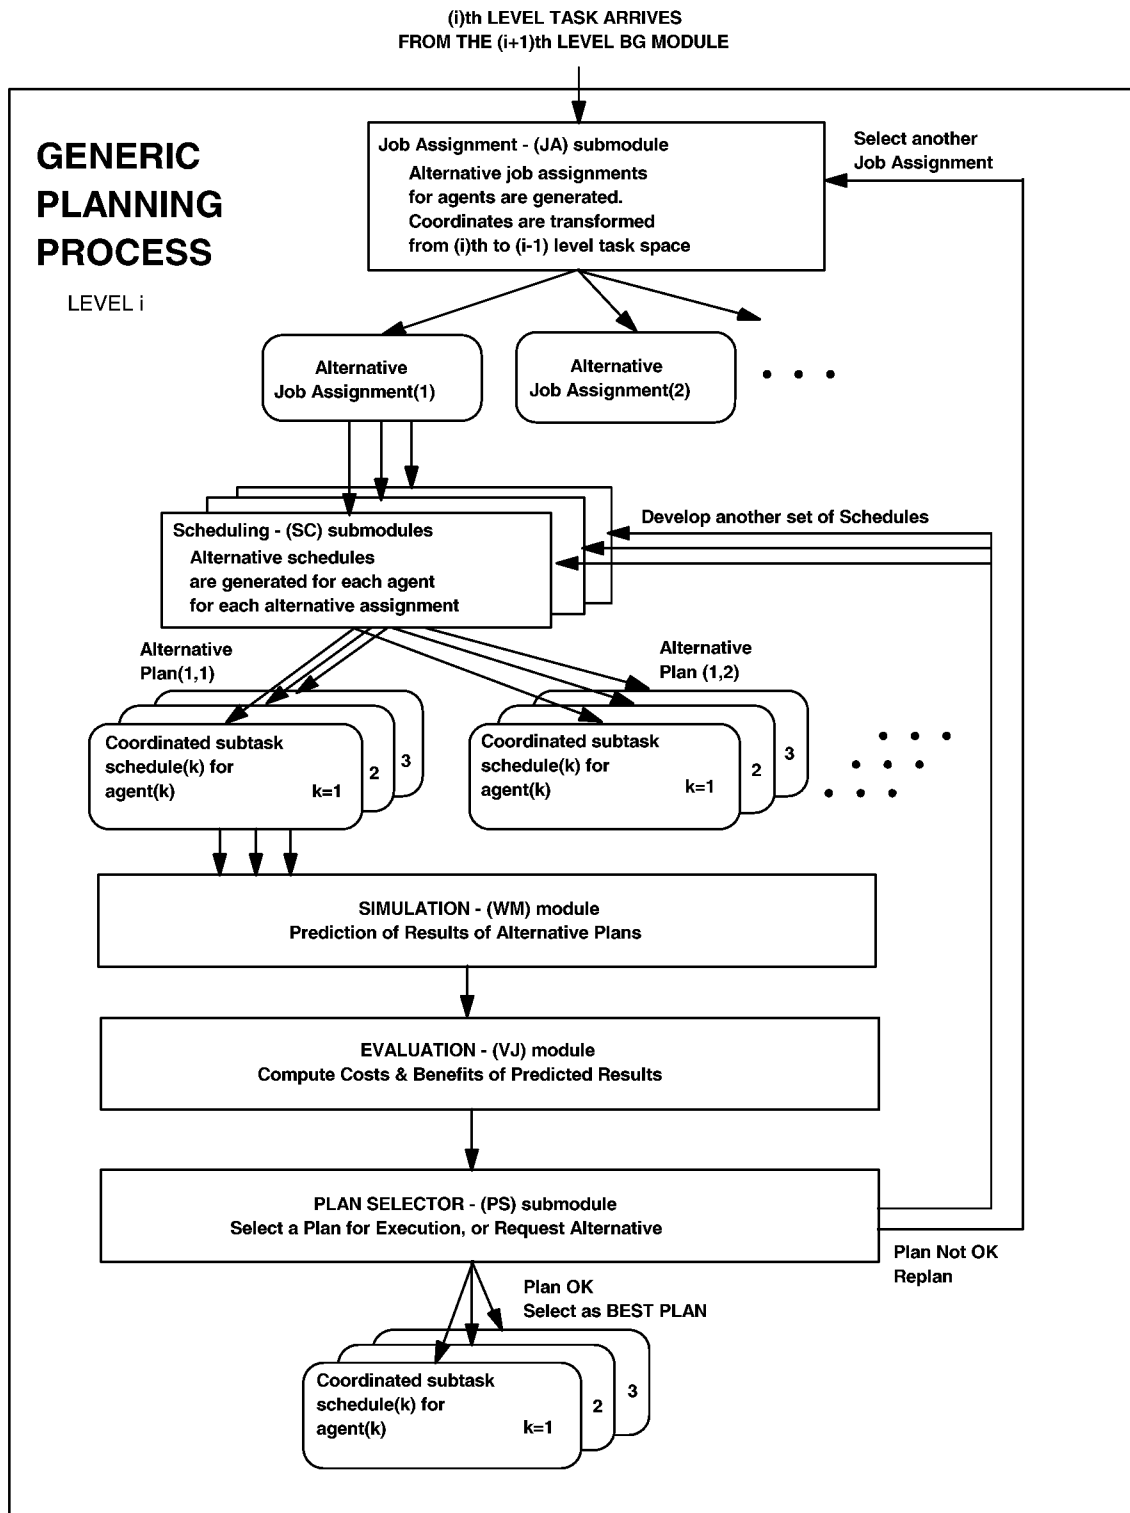 (i)th LEVEL TASK ARRIVES
FROM THE (i+1)th LEVEL BG MODULE
GENERIC
PLANNING
PROCESS
LEVEL i
Job Assignment - (JA) submodule
Alternative job assignments
for agents are generated.
Coordinates are transformed
from (i)th to (i-1) level task space
Select another
Job Assignment
Alternative
Job Assignment(1)
Alternative
Job Assignment(2)
Scheduling - (SC) submodules
Alternative schedules
are generated for each agent
for each alternative assignment
Develop another set of Schedules
Alternative
Plan(1,1)
Alternative
Plan (1,2)
Coordinated subtask
schedule(k) for
agent(k)
k=1
2
3
Coordinated subtask
schedule(k) for
agent(k)
k=1
2
3
SIMULATION - (WM) module
Prediction of Results of Alternative Plans
EVALUATION - (VJ) module
Compute Costs & Benefits of Predicted Results
PLAN SELECTOR - (PS) submodule
Select a Plan for Execution, or Request Alternative
Plan Not OK
Replan
Plan OK
Select as BEST PLAN
Coordinated subtask
schedule(k) for
agent(k)
k=1
2
3